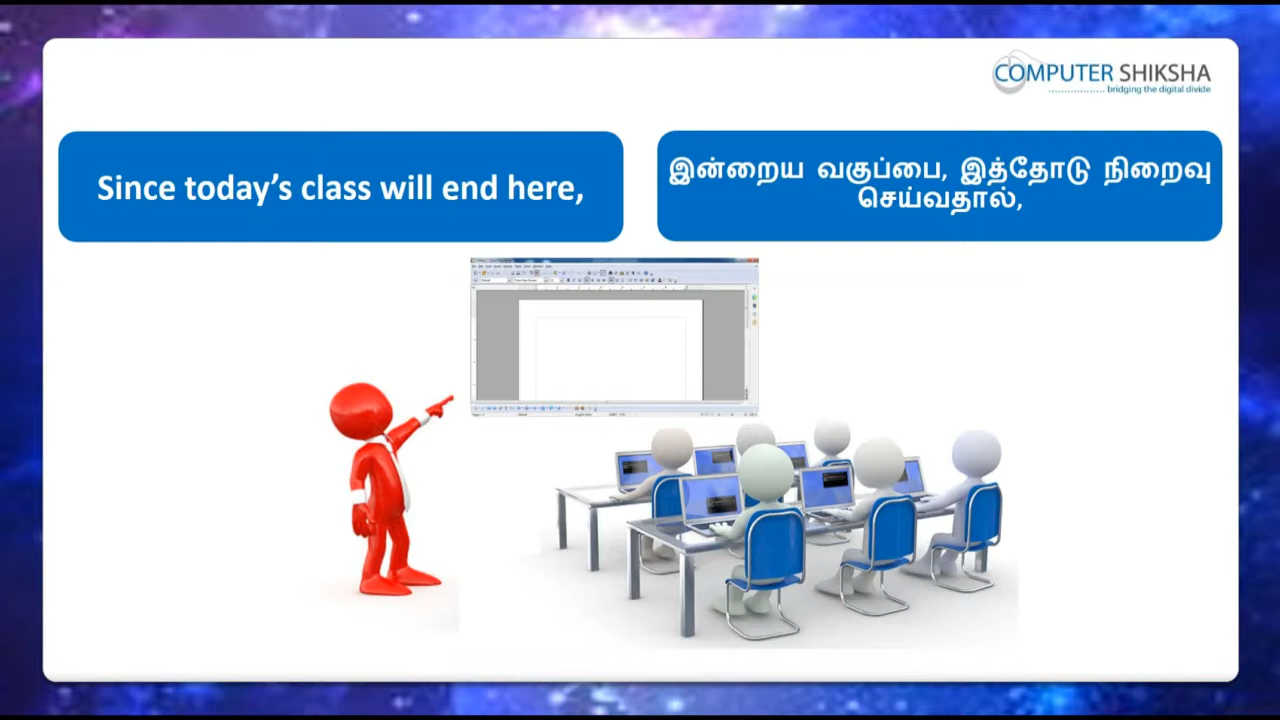 COMPUTER SHIKSHA
bridging the digital divide
Since today's class will end here,
இன்றைய வகுப்பை, இத்தோடு நிறைவு
செய்வதால்,